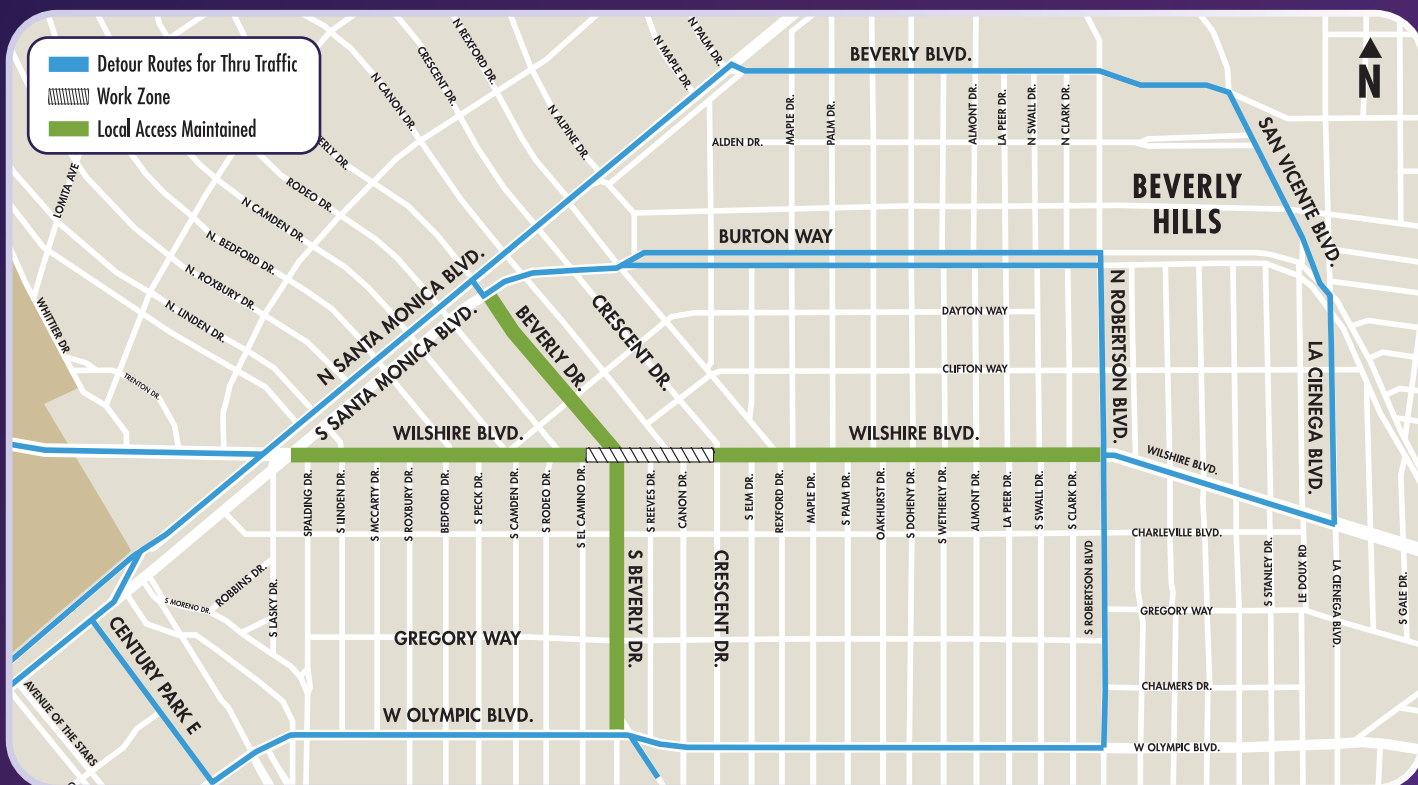 Detour Routes for Thru Traffic
Work Zone
Local Access Maintained
N
BEVERLY
HILLS
BEVERLY BLVD.
SAN VICENTE BLVD.
LA CIENEGA BLVD.
N ROBERTSON BLVD.
BURTON WAY
N SANTA MONICA BLVD.
S SANTA MONICA BLVD.
BEVERLY DR.
CRESCENT DR.
WILSHIRE BLVD.
WILSHIRE BLVD.
WILSHIRE BLVD.
N PALM DR.
N MAPLE DR.
N REXFORD DR.
CRESCENT DR.
N CANON DR.
N ALPINE DR.
ERLY DR.
RODEO DR.
N CAMDEN DR.
N. BEDFORD DR.
N. ROXBURY DR.
N. LINDEN DR.
LOMITA AVE
WHITTIER DR
TRENTON DR.
ALDEN DR.
MAPLE DR.
PALM DR.
ALMONT DR.
LA PEER DR.
N SWALL DR.
N CLARK DR.
DAYTON WAY
CLIFTON WAY
SPALDING DR.
S LINDEN DR.
S MCCARTY DR.
S ROXBURY DR.
BEDFORD DR.
S PECK DR.
S CAMDEN DR.
S RODEO DR.
S EL CAMINO DR.
S REEVES DR.
CANON DR.
S ELM DR.
REXFORD DR.
MAPLE DR.
S PALM DR.
OAKHURST DR.
S DOHENY DR.
S WETHERLY DR.
ALMONT DR.
LA PEER DR.
S SWALL DR.
S CLARK DR.
S BEVERLY DR.
CRESCENT DR.
S ROBERTSON BLVD
CHARLEVILLE BLVD.
GREGORY WAY
CHALMERS DR.
W OLYMPIC BLVD.
S STANLEY DR.
LE DOUX RD
LA CIENEGA BLVD.
S GALE DR.
GREGORY WAY
W OLYMPIC BLVD.
S LASKY DR.
ROBBINS DR.
S MORENO DR.
CENTURY PARK E
AVENUE OF THE STARS